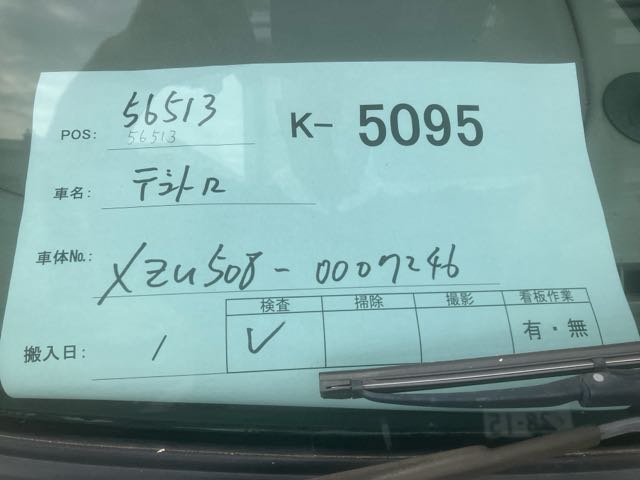 56513
POS: 56513
K- 5095
車名: デュトロ
車体No.: XZU508-0007246
検査 掃除 撮影 看板作業
搬入日: / ✓ 有・無